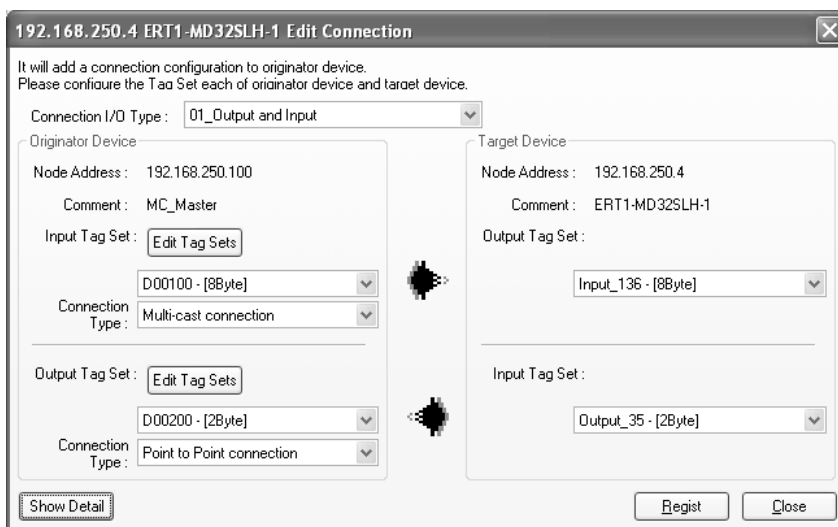 192.168.250.4 ERT1-MD32SLH-1 Edit Connection
It will add a connection configuration to originator device.
Please configure the Tag Set each of originator device and target device.
Connection I/O Type : 01_Output and Input
Originator Device
Node Address : 192.168.250.100
Comment : MC_Master
Input Tag Set : Edit Tag Sets
D00100 - [8Byte]
Connection Type : Multi-cast connection
Output Tag Set : Edit Tag Sets
D00200 - [2Byte]
Connection Type : Point to Point connection
Target Device
Node Address : 192.168.250.4
Comment : ERT1-MD32SLH-1
Output Tag Set :
Input_136 - [8Byte]
Input Tag Set :
Output_35 - [2Byte]
Show Detail
Regist
Close